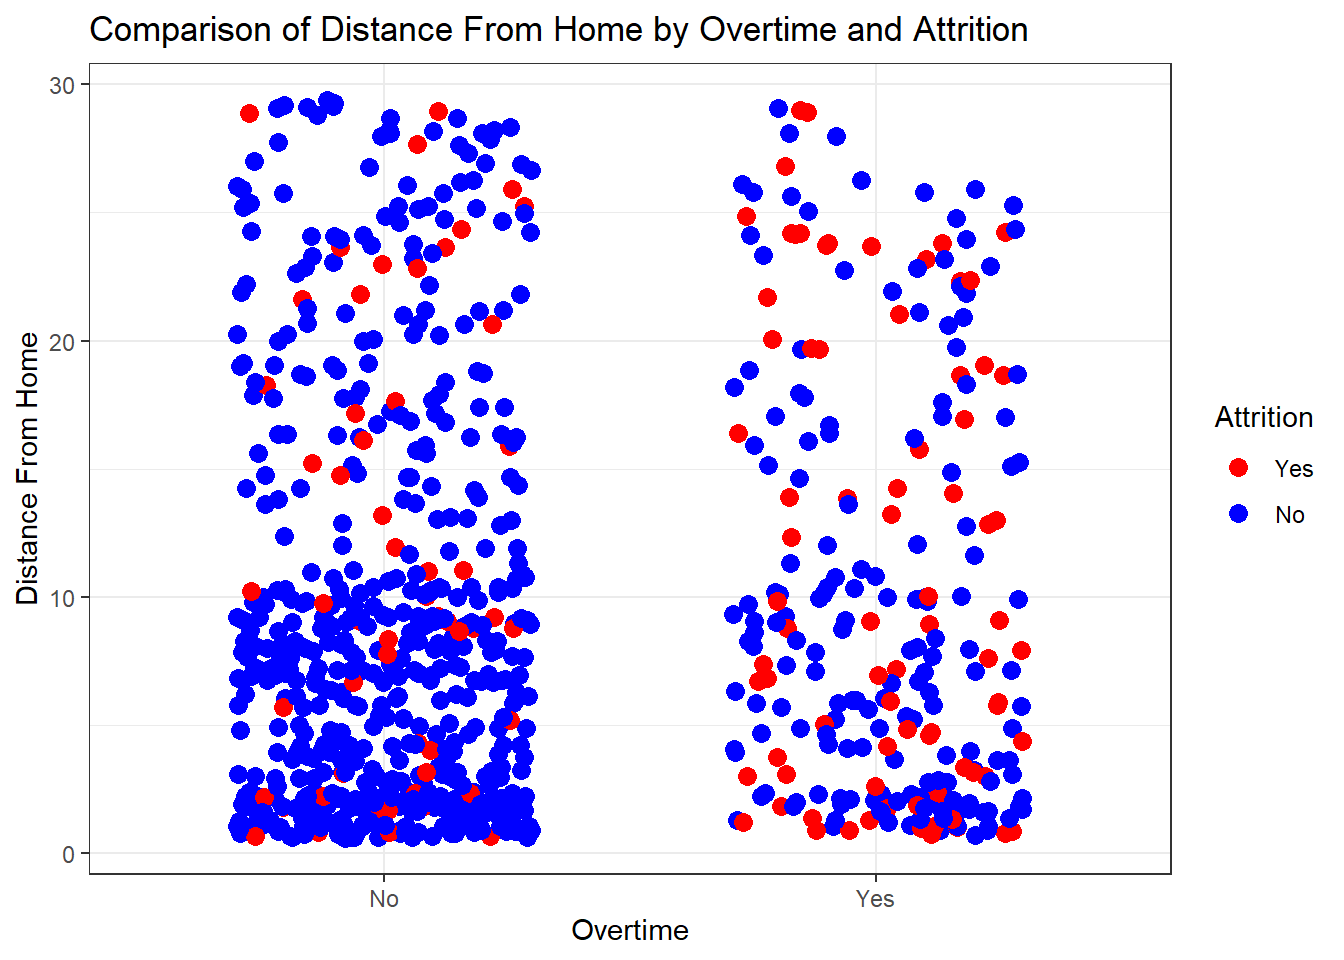 Comparison of Distance From Home by Overtime and Attrition
30
20
10
0
Distance From Home
No
Yes
Overtime
Attrition
Yes
No